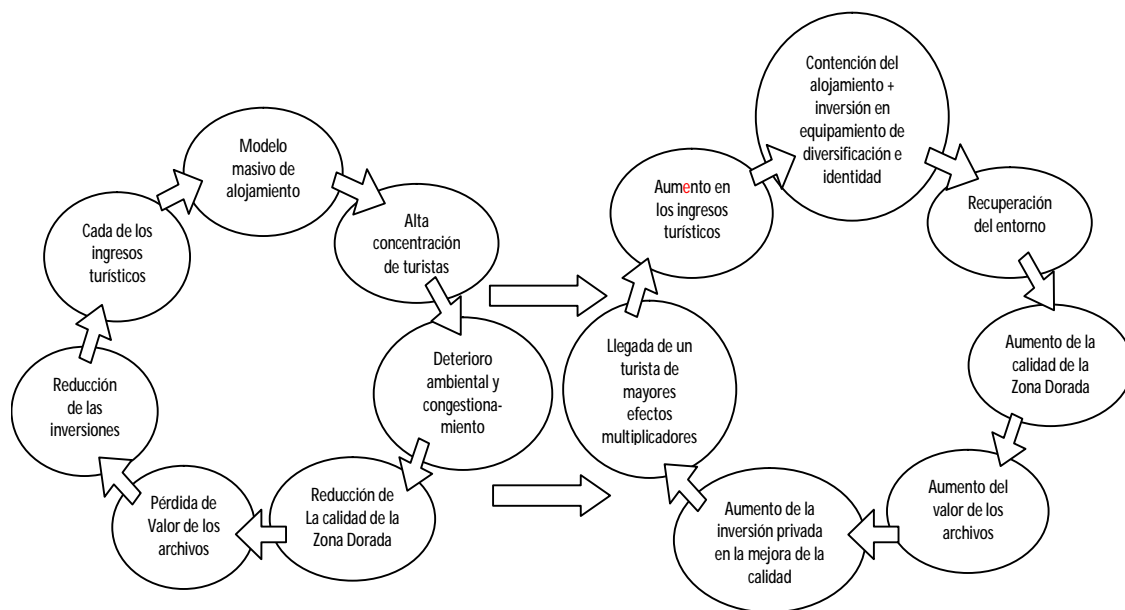 Modelo
masivo de
alojamiento
Alta
concentración
de turistas
Deterioro
ambiental y
congestiona-
miento
Reducción de
La calidad de la
Zona Dorada
Pérdida de
Valor de los
archivos
Reducción
de las
inversiones
Cada de los
ingresos
turísticos
Contención del
alojamiento +
inversión en
equipamiento de
diversificación e
identidad
Recuperación
del entorno
Aumento de la
calidad de la
Zona Dorada
Aumento del
valor de los
archivos
Aumento de la
inversión privada
en la mejora de la
calidad
Llegada de un
turista de
mayores
efectos
multiplicadores
Aumento en
los ingresos
turísticos